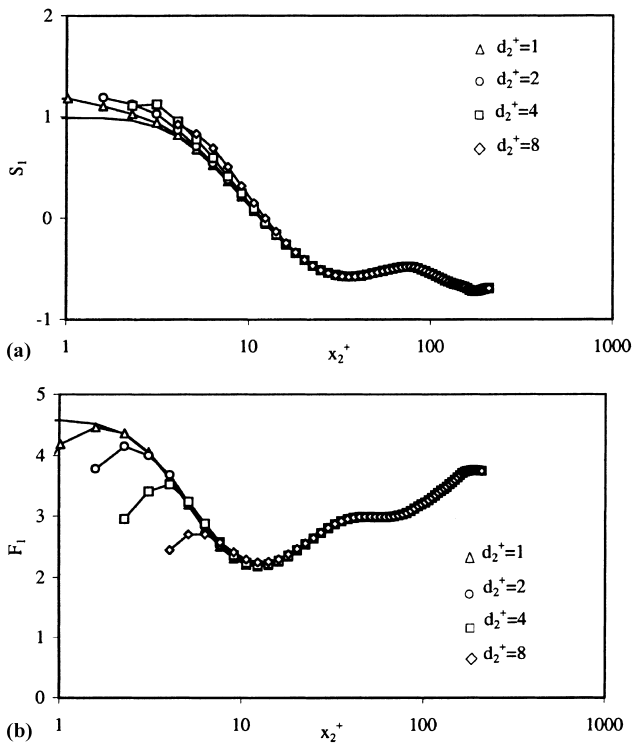 2
d₂⁺=1
d₂⁺=2
1
d₂⁺=4
S₁
d₂⁺=8
0
-1
(a)
1
10
x₂⁺
100
1000
5
4
3
F₁
d₂⁺=1
2
d₂⁺=2
d₂⁺=4
1
d₂⁺=8
0
(b)
1
10
x₂⁺
100
1000